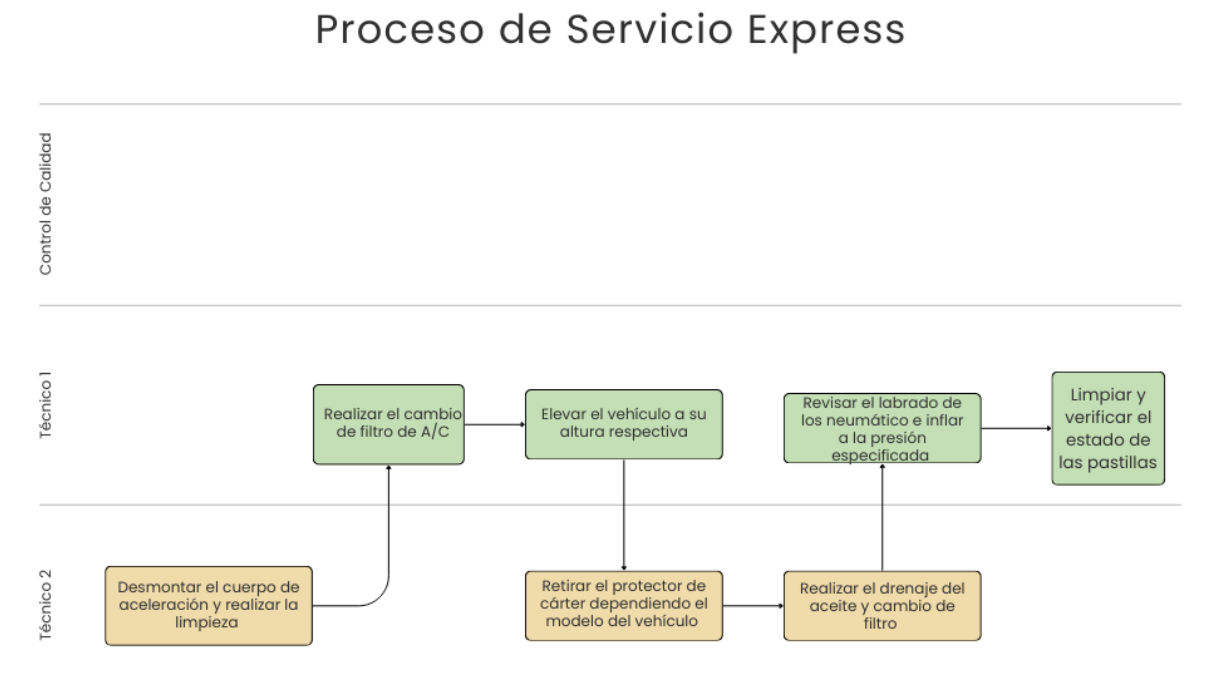 Proceso de Servicio Express
Control de Calidad
Técnico 1
Realizar el cambio
de filtro de A/C
Elevar el vehículo a su
altura respectiva
Revisar el labrado de
los neumático e inflar
a la presión
especificada
Limpiar y
verificar el
estado de
las pastillas
Técnico 2
Desmontar el cuerpo de
aceleración y realizar la
limpieza
Retirar el protector de
cárter dependiendo el
modelo del vehículo
Realizar el drenaje del
aceite y cambio de
filtro